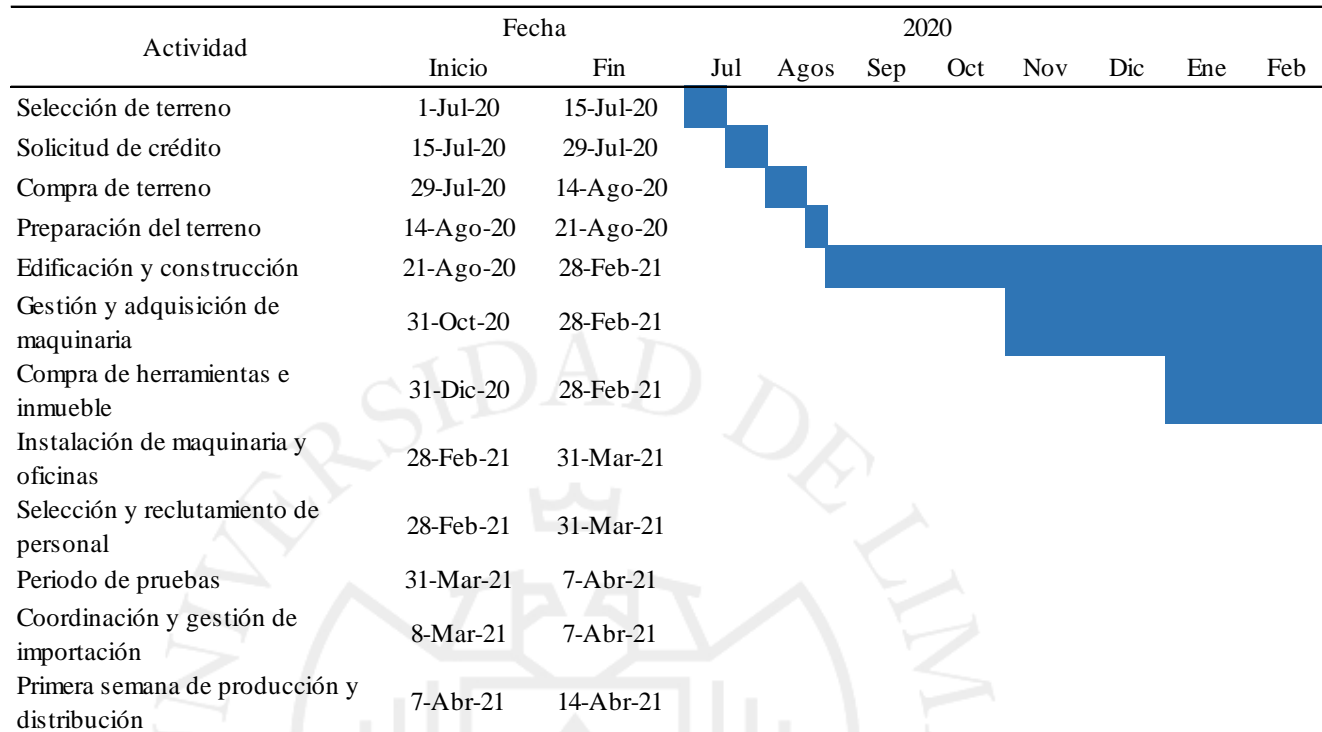 Actividad Fecha 2020
Inicio Fin Jul Agos Sep Oct Nov Dic Ene Feb
Selección de terreno 1-Jul-20 15-Jul-20
Solicitud de crédito 15-Jul-20 29-Jul-20
Compra de terreno 29-Jul-20 14-Ago-20
Preparación del terreno 14-Ago-20 21-Ago-20
Edificación y construcción 21-Ago-20 28-Feb-21
Gestión y adquisición de
maquinaria 31-Oct-20 28-Feb-21
Compra de herramientas e
inmueble 31-Dic-20 28-Feb-21
Instalación de maquinaria y
oficinas 28-Feb-21 31-Mar-21
Selección y reclutamiento de
personal 28-Feb-21 31-Mar-21
Periodo de pruebas 31-Mar-21 7-Abr-21
Coordinación y gestión de
importación 8-Mar-21 7-Abr-21
Primera semana de producción y
distribución 7-Abr-21 14-Abr-21
NIVERSIDAD DE LIM